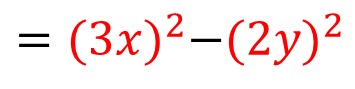 = (3x)² − (2y)²